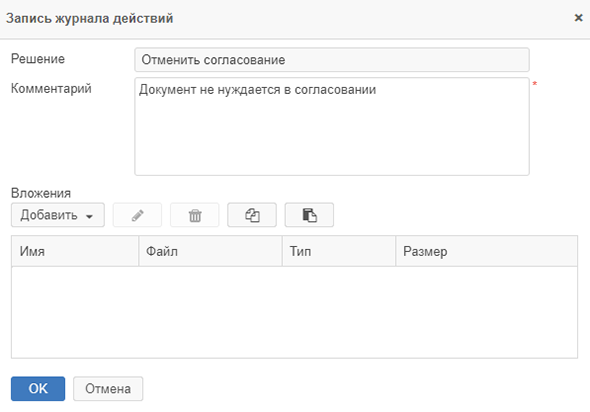 Запись журнала действий ×
Решение Отменить согласование
Комментарий Документ не нуждается в согласовании *
Вложения
Добавить
Имя Файл Тип Размер
OK Отмена